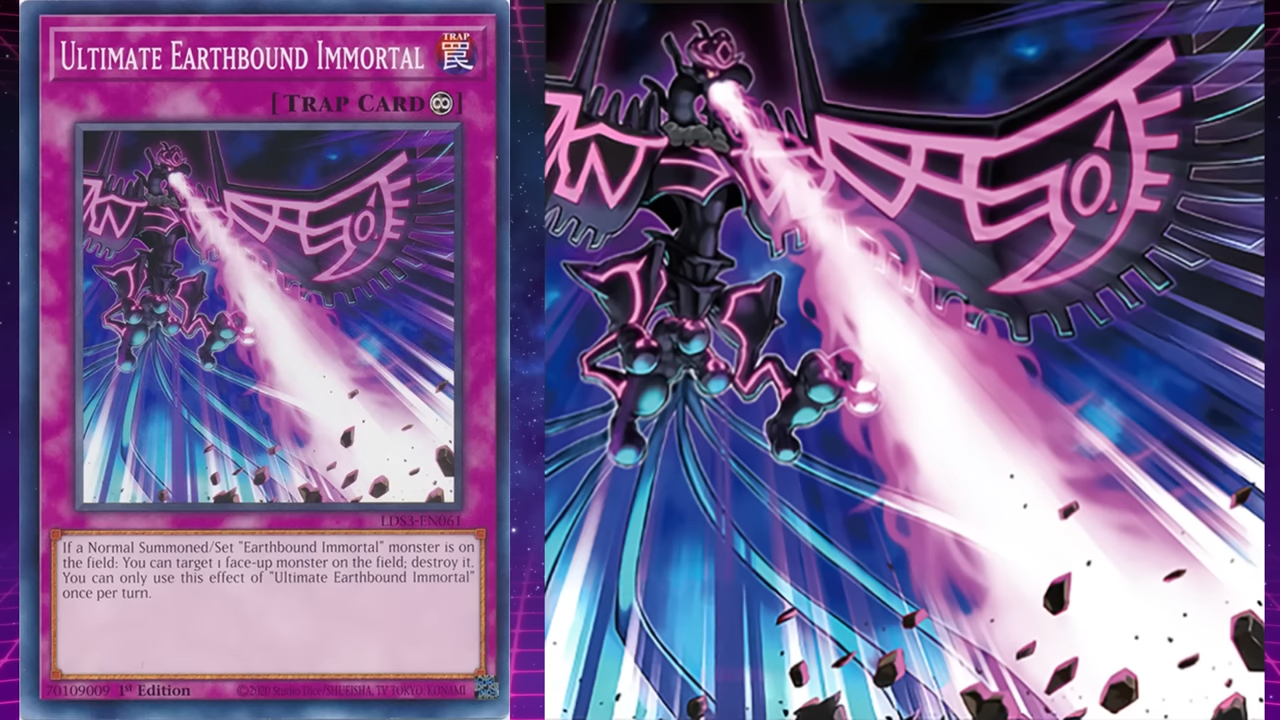 ULTIMATE EARTHBOUND IMMORTAL
TRAP
罠
[TRAP CARD]
LDS3-EN061
If a Normal Summoned/Set "Earthbound Immortal" monster is on
the field: You can target 1 face-up monster on the field; destroy it.
You can only use this effect of "Ultimate Earthbound Immortal"
once per turn.
70109009 1st Edition ©2020 Studio Dice/SHUEISHA, TV TOKYO, KONAMI